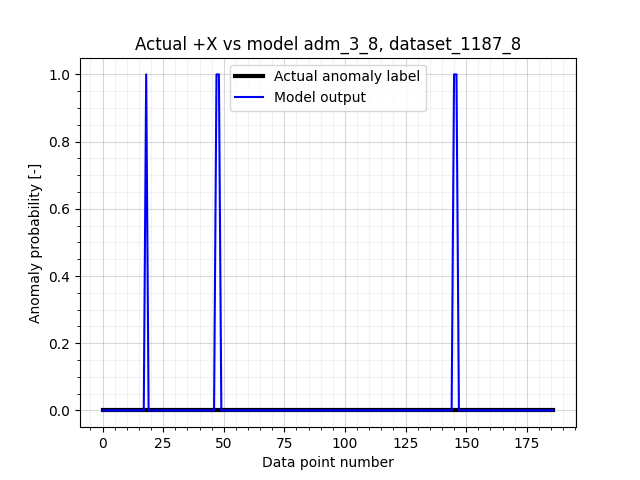 Actual +X vs model adm_3_8, dataset_1187_8
Actual anomaly label
Model output
1.0
0.8
0.6
0.4
0.2
0.0
Anomaly probability [-]
0 25 50 75 100 125 150 175
Data point number